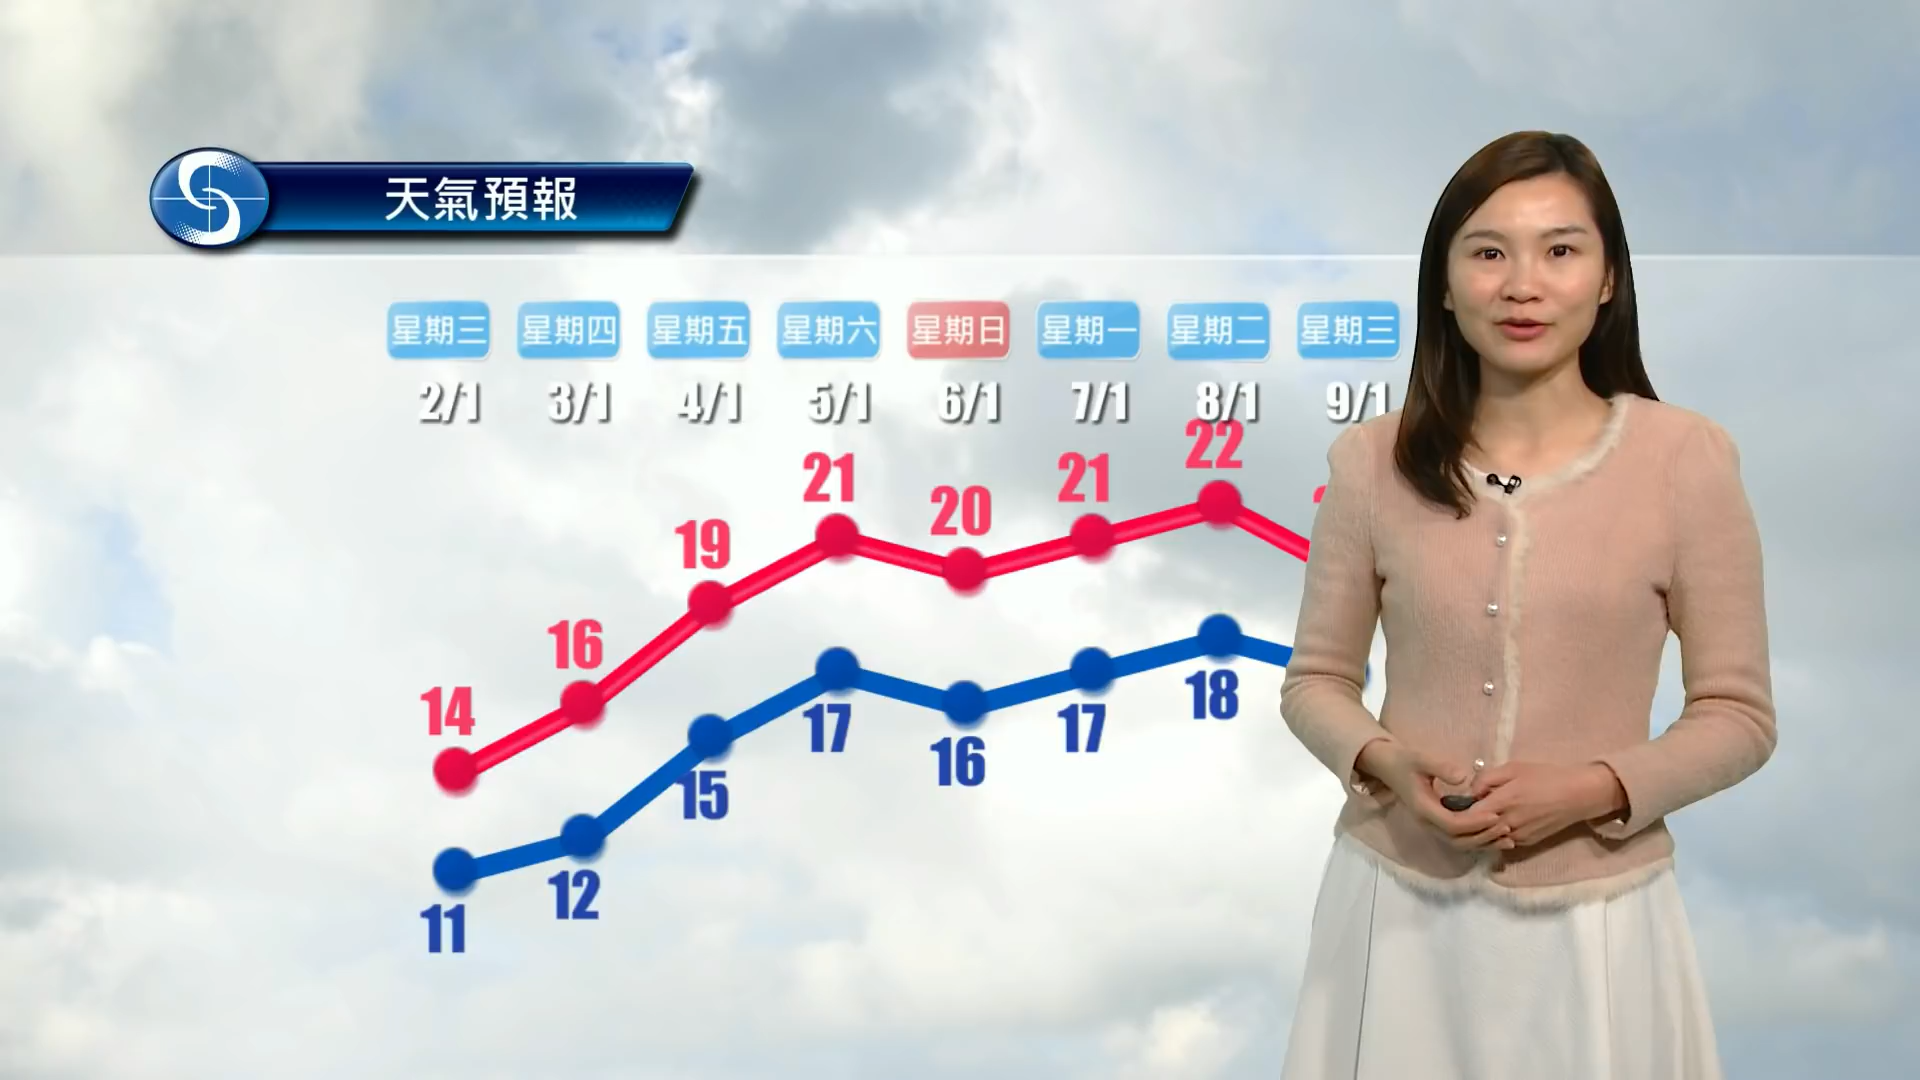 天氣預報
星期三 星期四 星期五 星期六 星期日 星期一 星期二 星期三
2/1 3/1 4/1 5/1 6/1 7/1 8/1 9/1
14 16 19 21 20 21 22
11 12 15 17 16 17 18